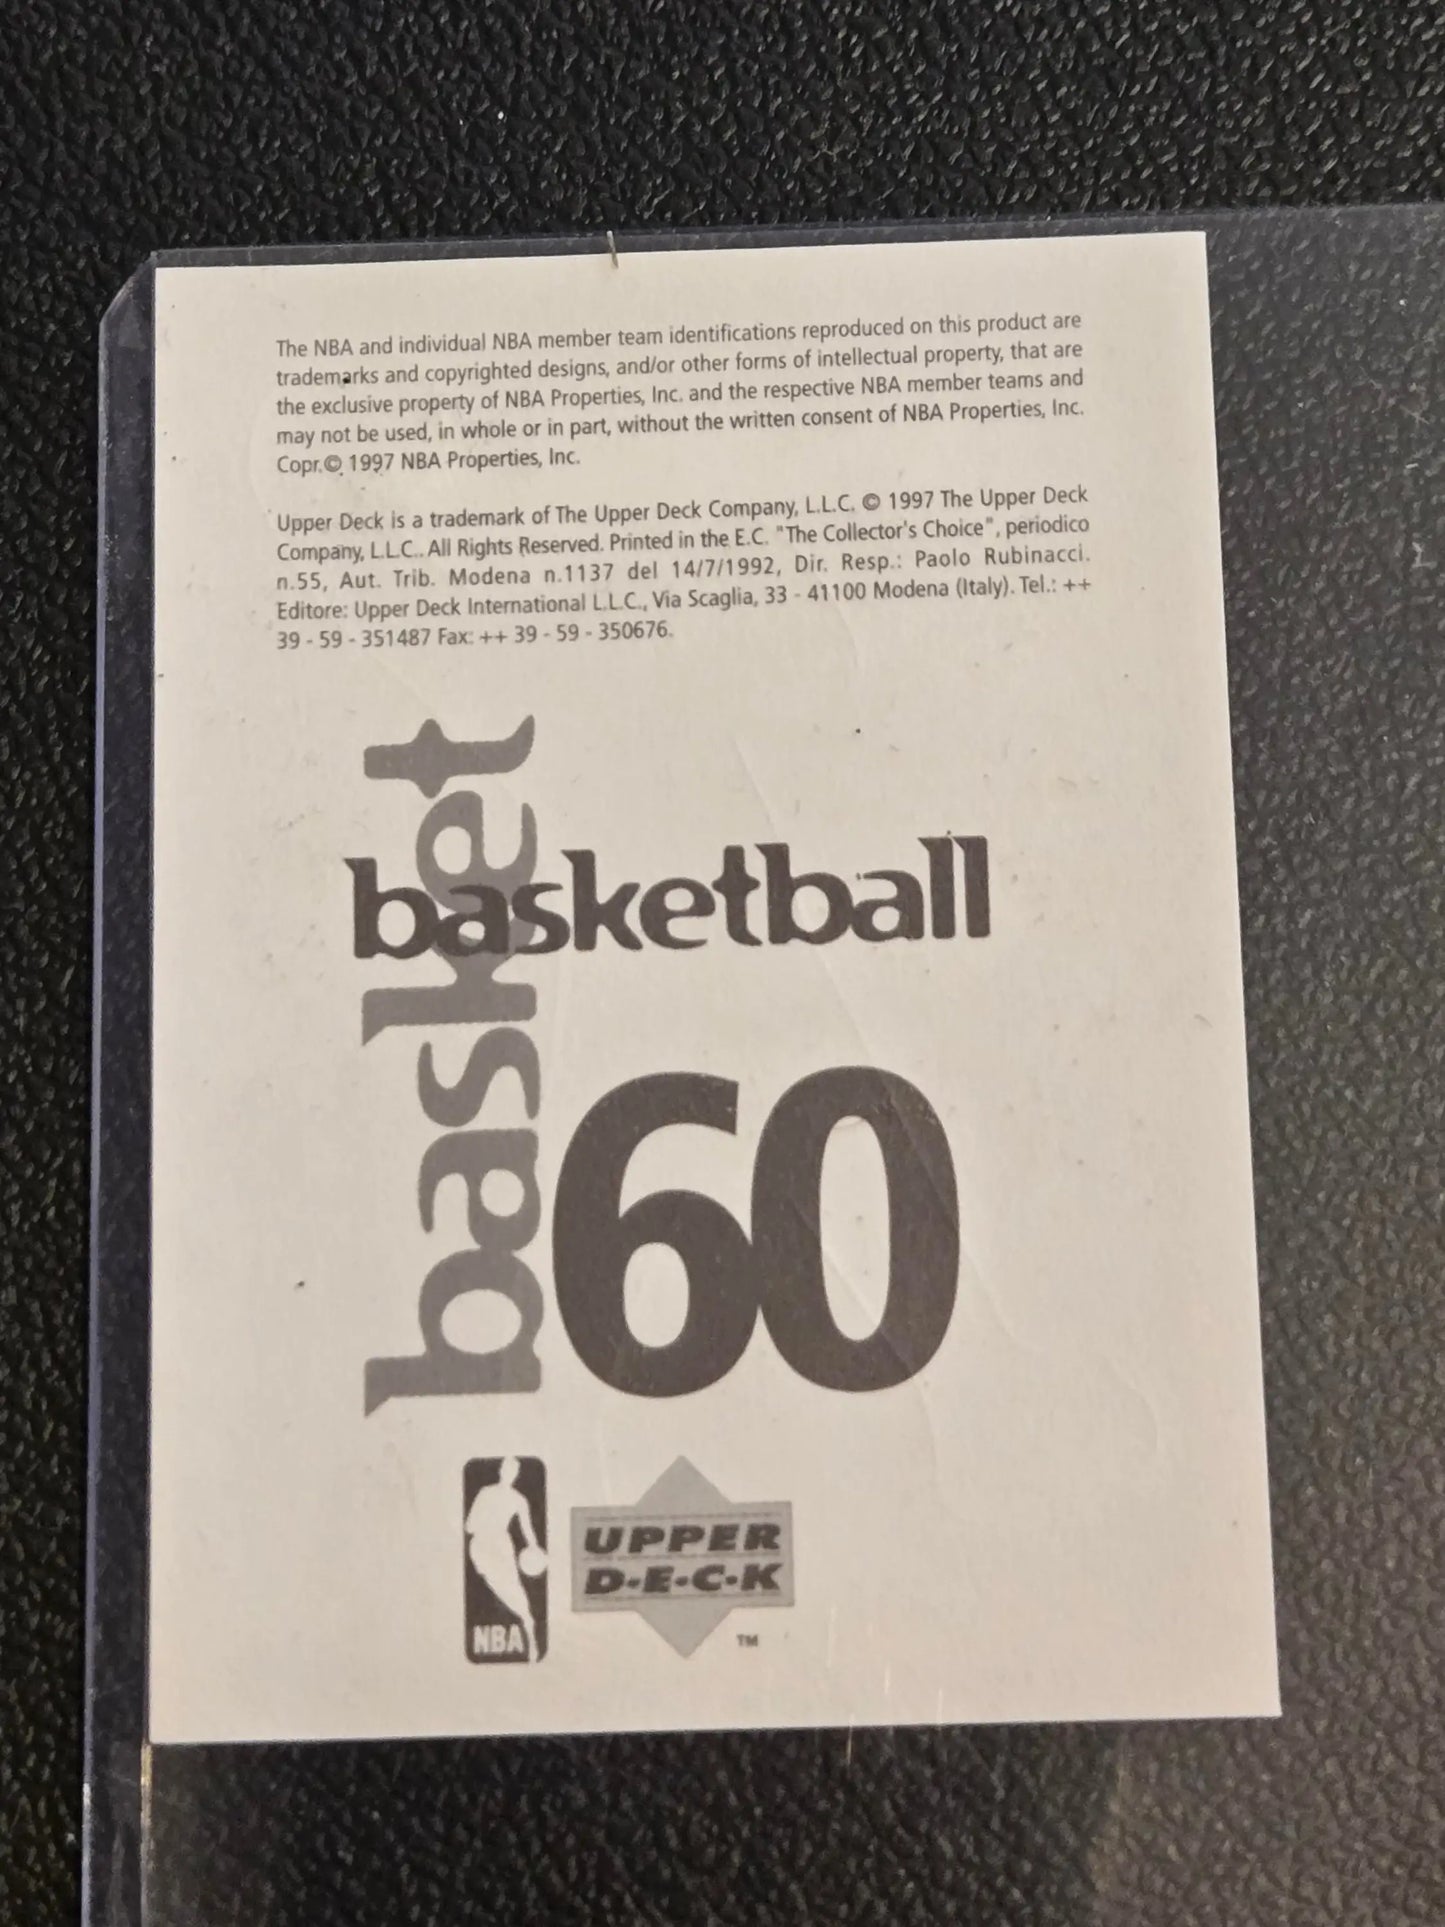 The NBA and individual NBA member team identifications reproduced on this product are
trademarks and copyrighted designs, and/or other forms of intellectual property, that are
the exclusive property of NBA Properties, Inc. and the respective NBA member teams and
may not be used, in whole or in part, without the written consent of NBA Properties, Inc.
Copr.© 1997 NBA Properties, Inc.
Upper Deck is a trademark of The Upper Deck Company, L.L.C. © 1997 The Upper Deck
Company, L.L.C.. All Rights Reserved. Printed in the E.C. "The Collector's Choice", periodico
n.55, Aut. Trib. Modena n.1137 del 14/7/1992, Dir. Resp.: Paolo Rubinacci.
Editore: Upper Deck International L.L.C., Via Scaglia, 33 - 41100 Modena (Italy). Tel.: ++
39 - 59 - 351487 Fax: ++ 39 - 59 - 350676.
basket
basketball
60
NBA
UPPER
D·E·C·K
TM